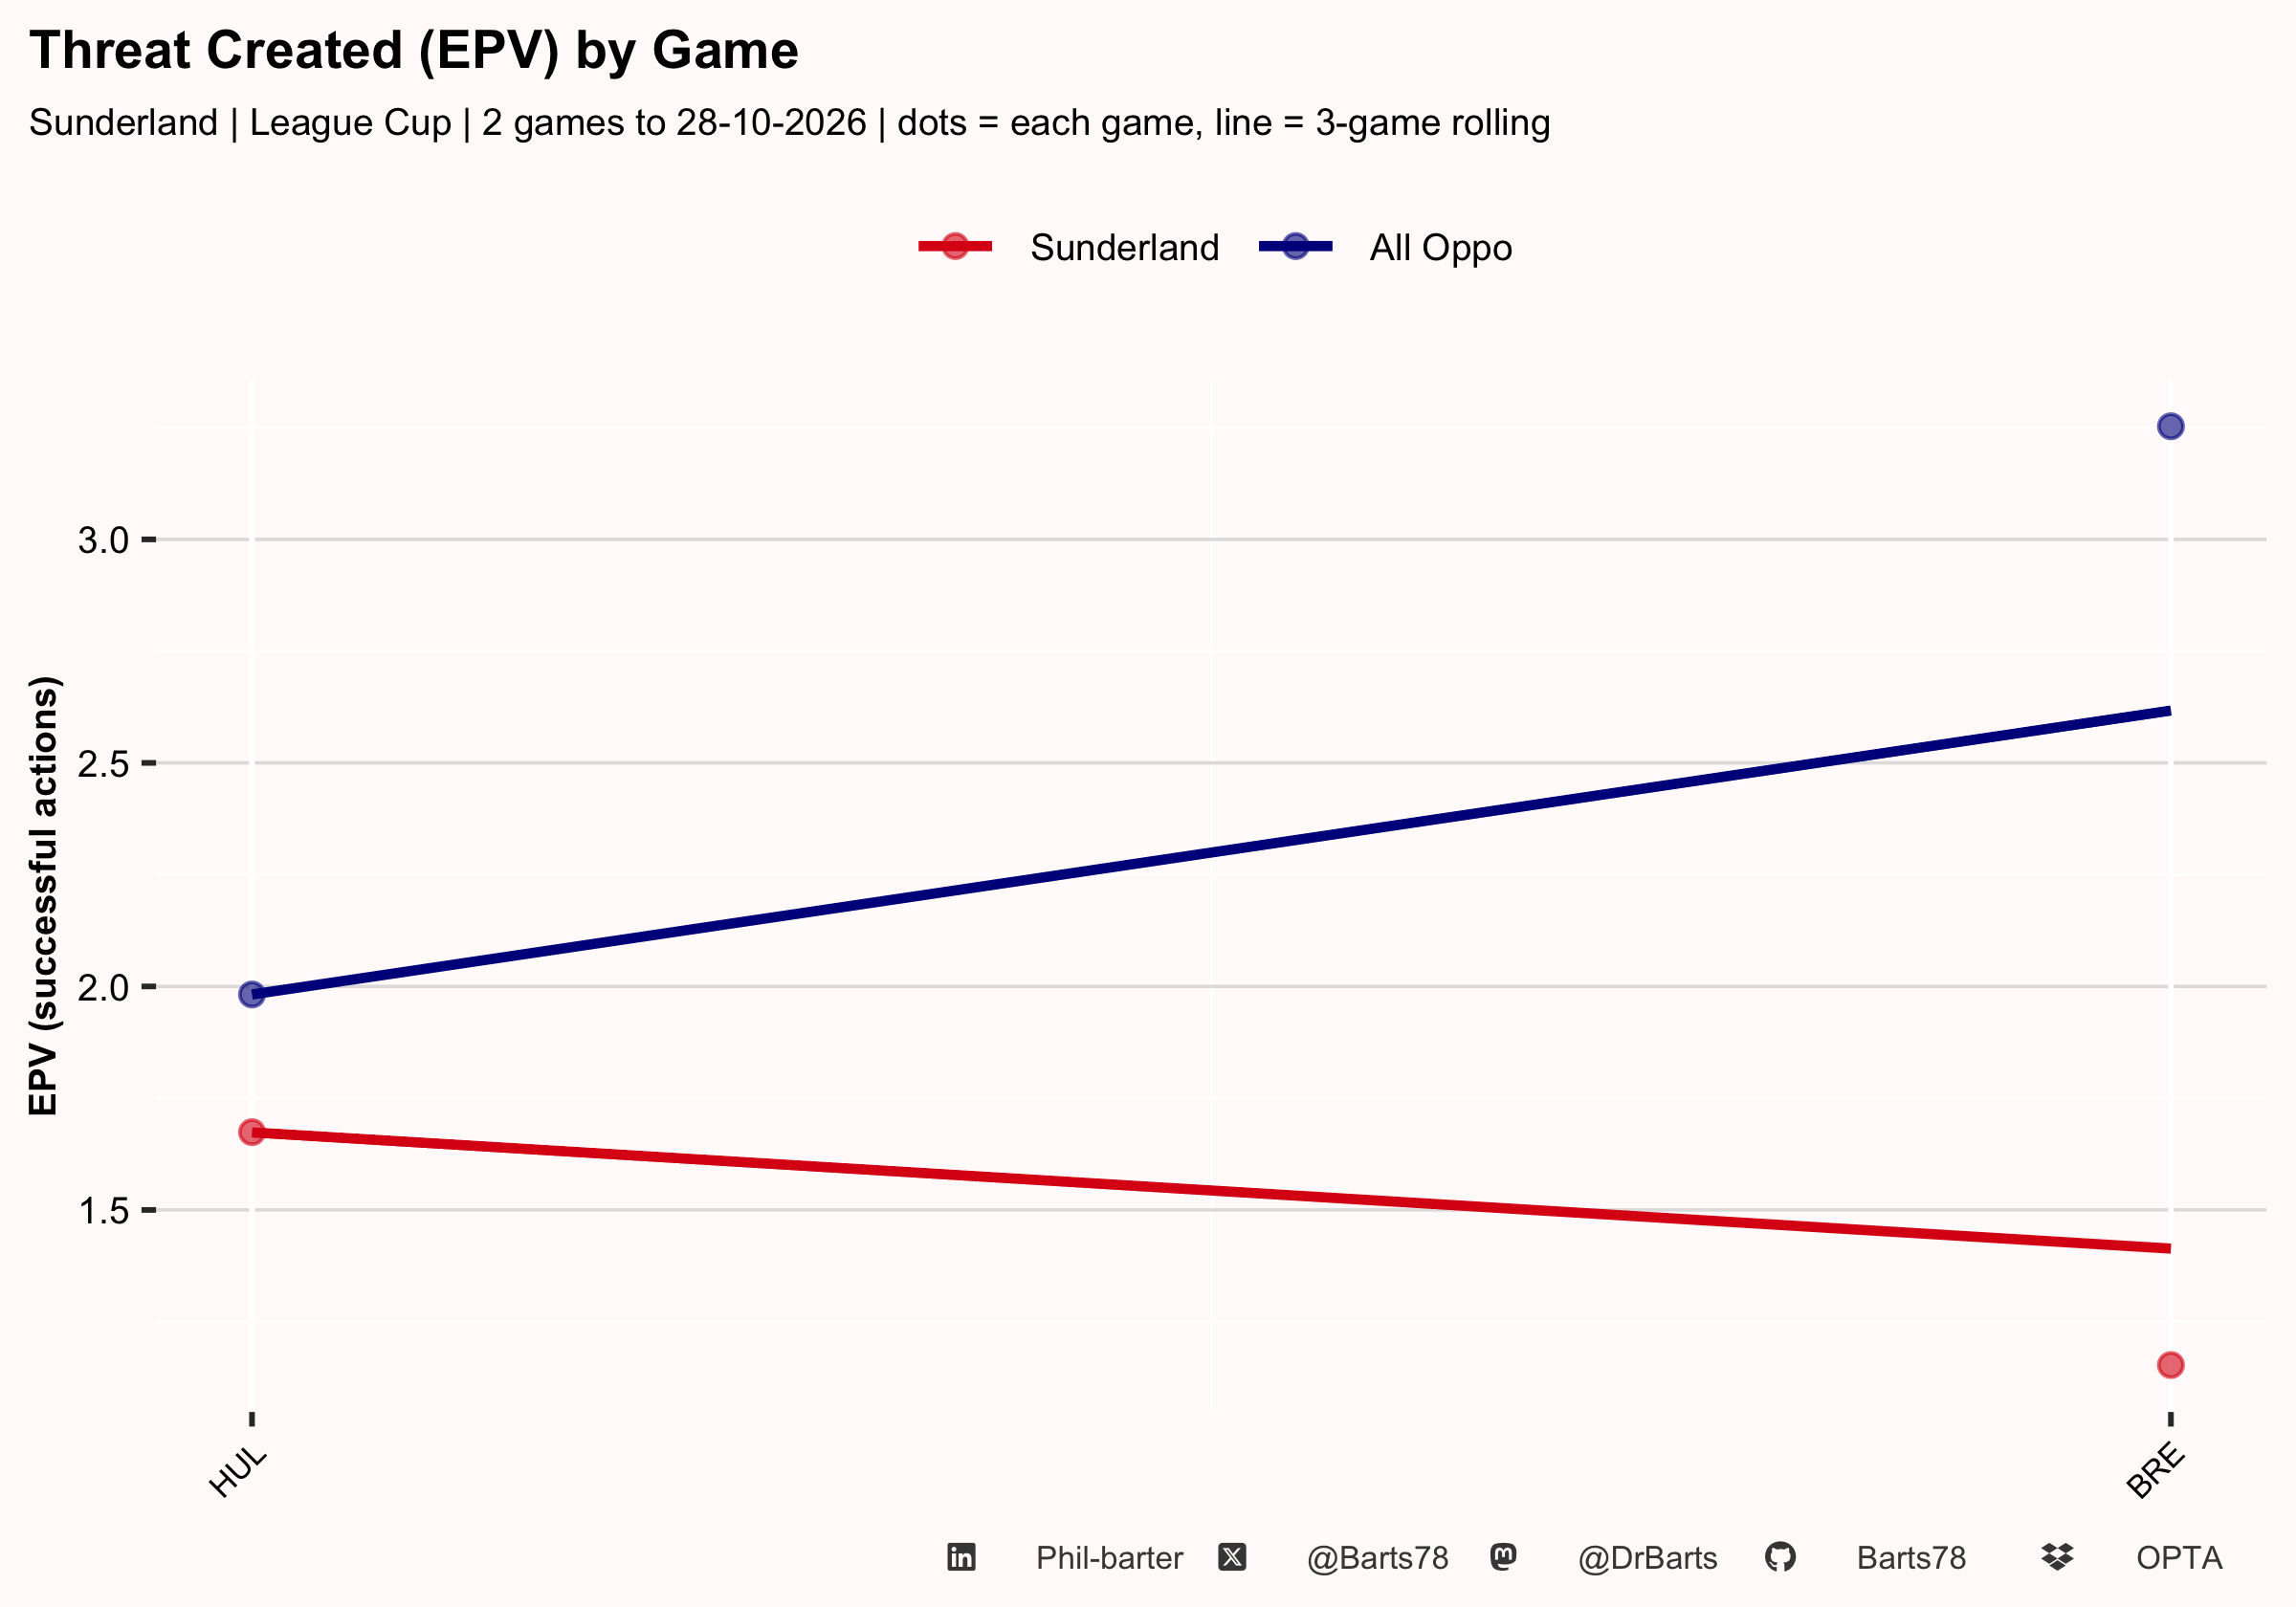 Threat Created (EPV) by Game
Sunderland | League Cup | 2 games to 28-10-2026 | dots = each game, line = 3-game rolling
Sunderland All Oppo
EPV (successful actions)
3.0
2.5
2.0
1.5
HUL BRE
Phil-barter @Barts78 @DrBarts Barts78 OPTA